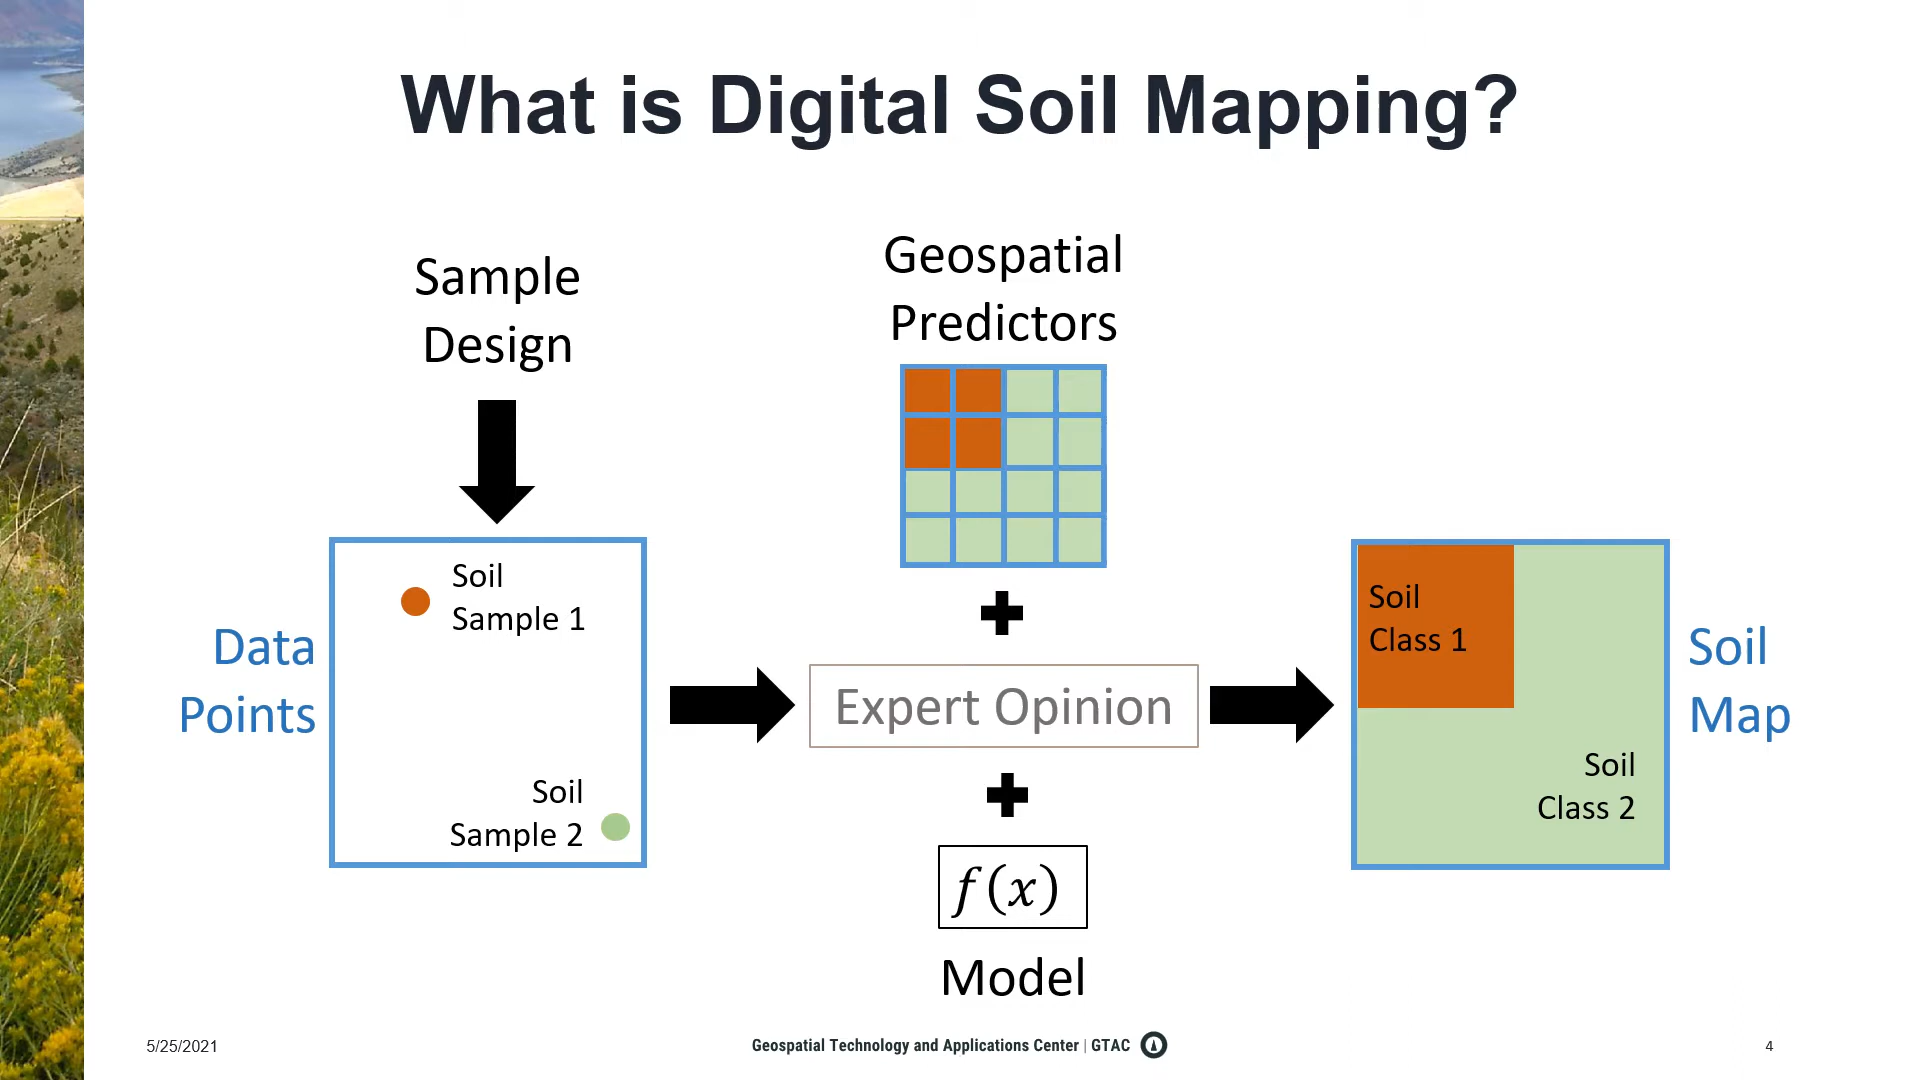 What is Digital Soil Mapping?
Sample
Design
Geospatial
Predictors
Data
Points
Soil
Sample 1
Soil
Sample 2
Expert Opinion
f(x)
Model
Soil
Class 1
Soil
Class 2
Soil
Map
5/25/2021
Geospatial Technology and Applications Center | GTAC
4